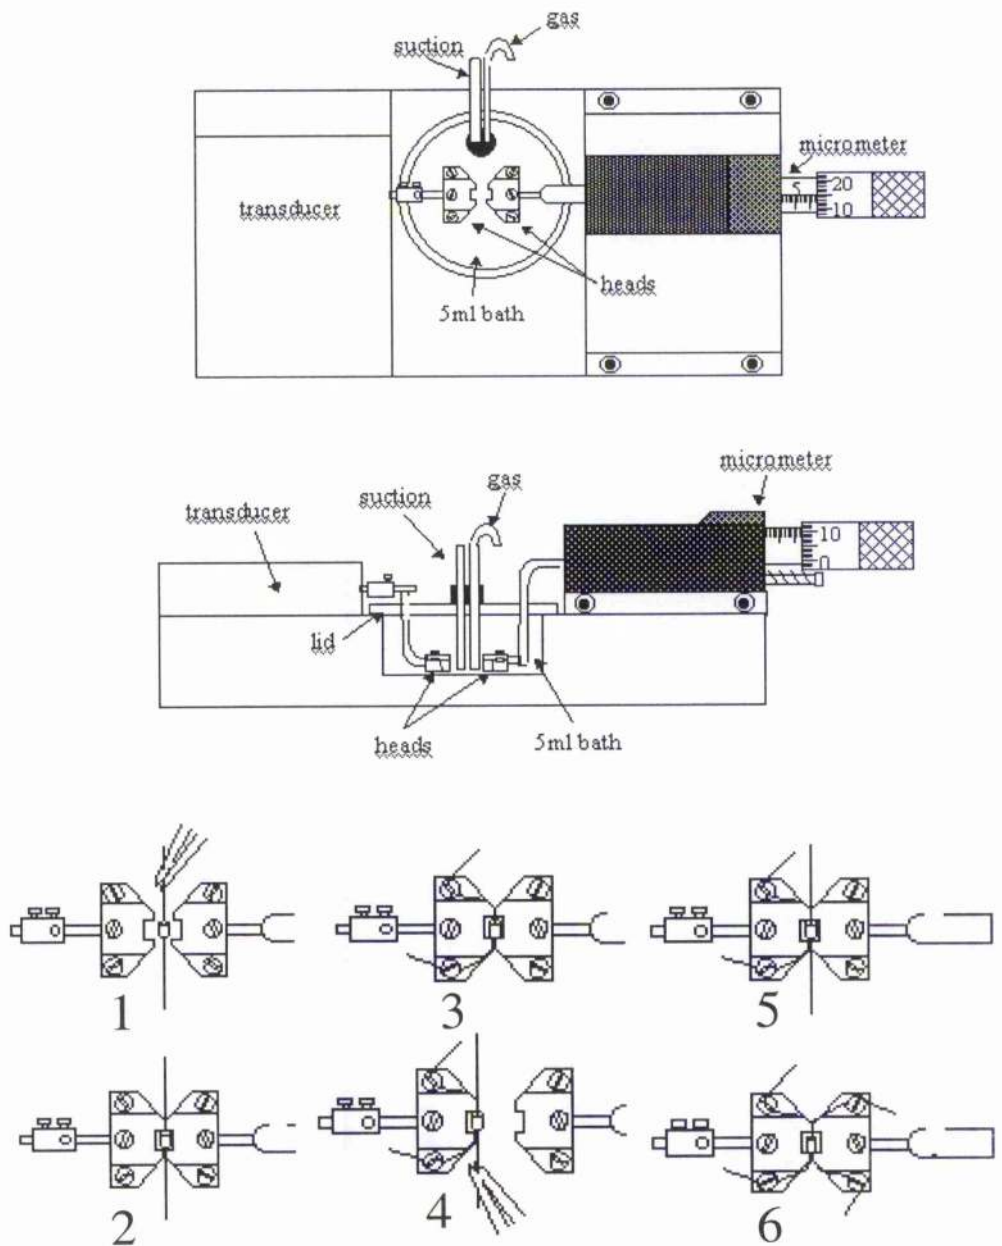 gas
suction
micrometer
transducer
20
5
10
heads
5ml bath
micrometer
gas
suction
transducer
10
0
lid
heads
5ml bath
1
3
5
2
4
6